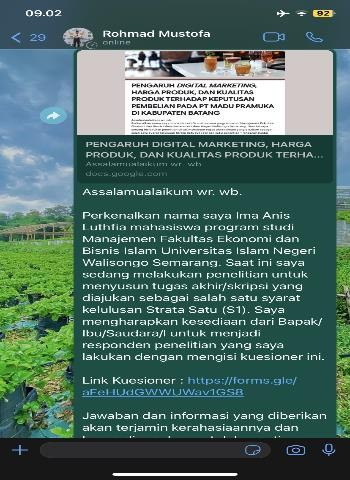 09.02
92
29
Rohmad Mustofa
online
PENGARUH DIGITAL MARKETING,
HARGA PRODUK, DAN KUALITAS
PRODUK TERHADAP KEPUTUSAN
PEMBELIAN PADA PT MADU PRAMUKA
DI KABUPATEN BATANG
PENGARUH DIGITAL MARKETING, HARGA
PRODUK, DAN KUALITAS PRODUK TERHA...
Assalamualaikum wr. wb.
docs.google.com
Assalamualaikum wr. wb.
Perkenalkan nama saya Ima Anis
Luthfia mahasiswa program studi
Manajemen Fakultas Ekonomi dan
Bisnis Islam Universitas Islam Negeri
Walisongo Semarang. Saat ini saya
sedang melakukan penelitian untuk
menyusun tugas akhir/skripsi yang
diajukan sebagai salah satu syarat
kelulusan Strata Satu (S1). Saya
mengharapkan kesediaan dari Bapak/
Ibu/Saudara/I untuk menjadi
responden penelitian yang saya
lakukan dengan mengisi kuesioner ini.
Link Kuesioner : https://forms.gle/
aFeHUdGWWUWav1GS8
Jawaban dan informasi yang diberikan
akan terjamin kerahasiaannya dan